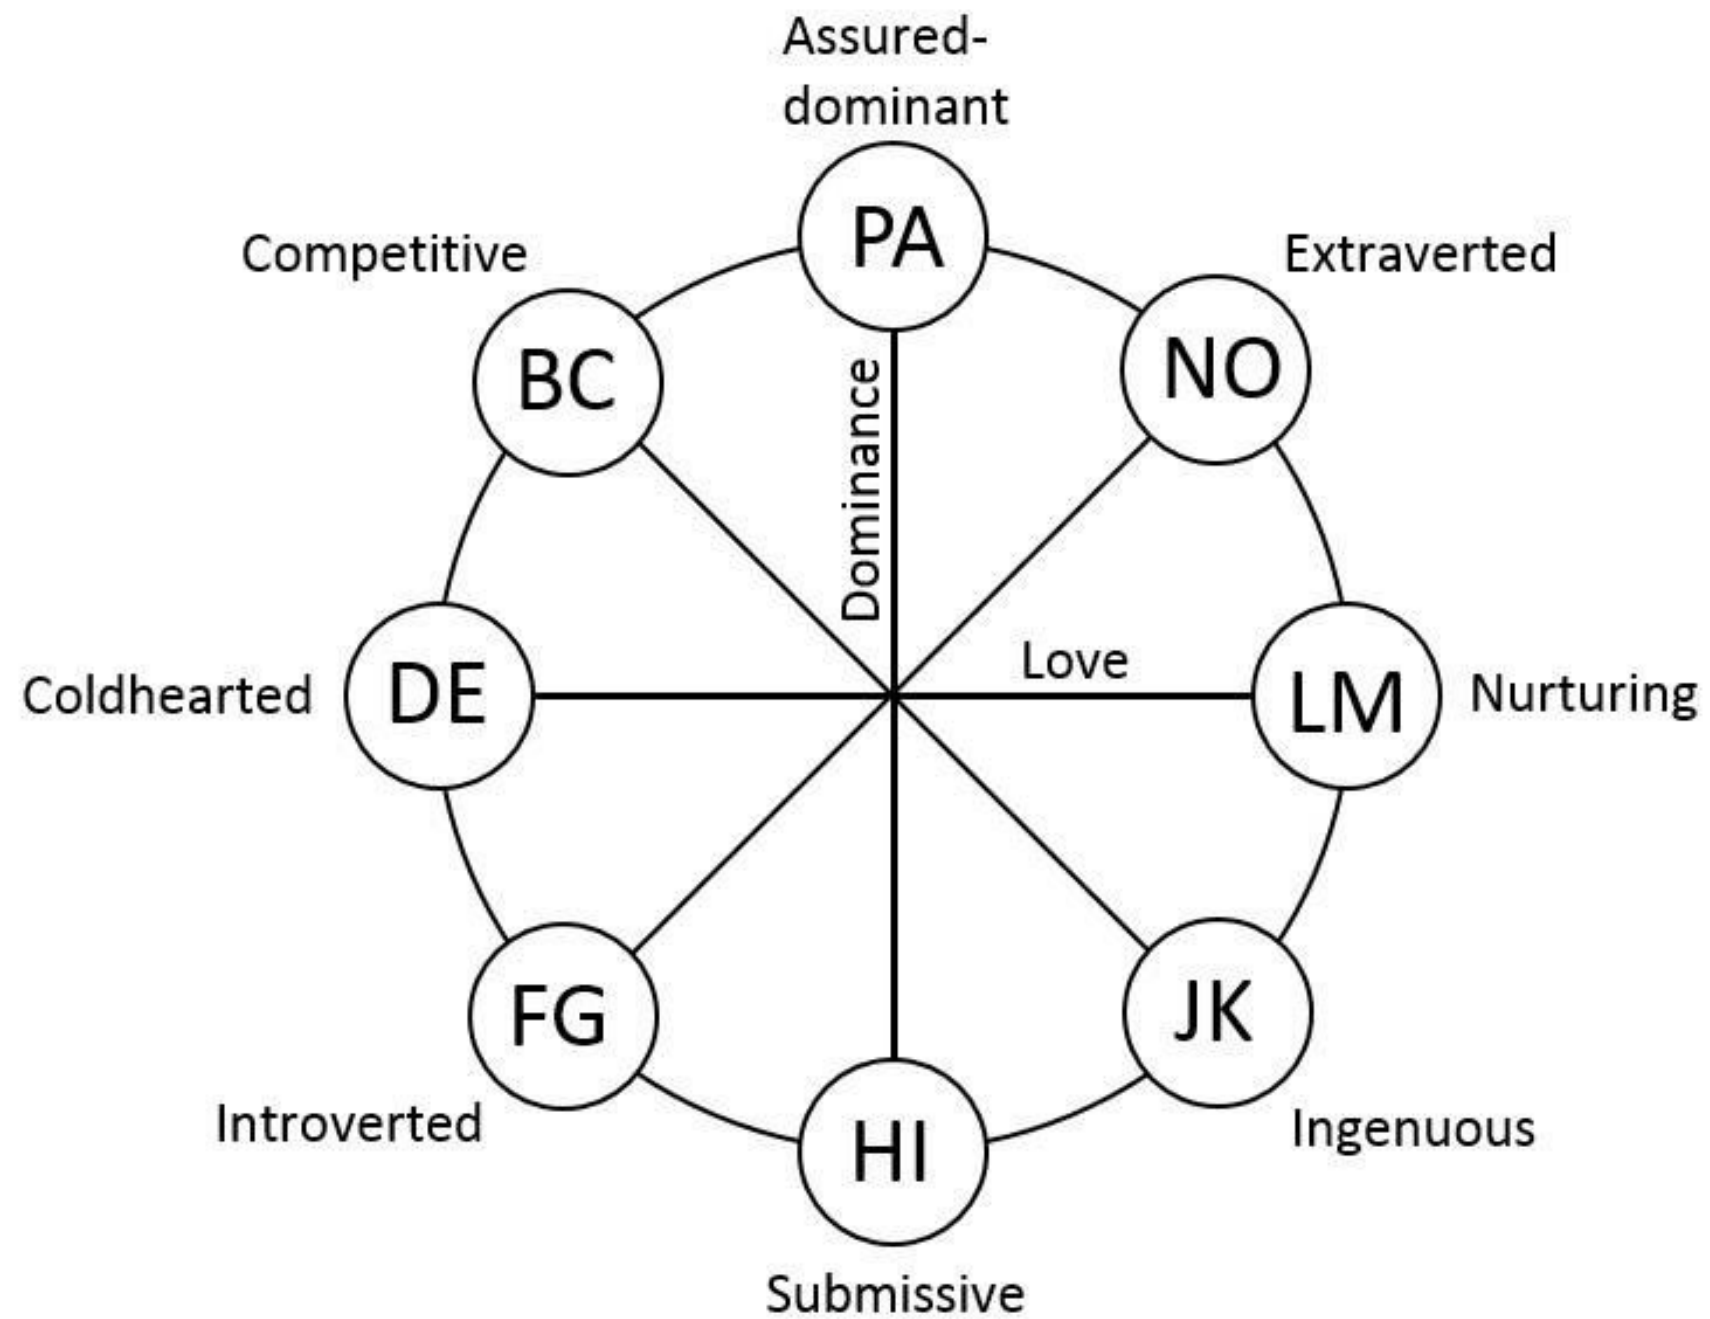 Assured-
dominant
PA
Competitive
Extraverted
BC
NO
Dominance
Love
Coldhearted
DE
LM
Nurturing
FG
JK
Introverted
Ingenuous
HI
Submissive